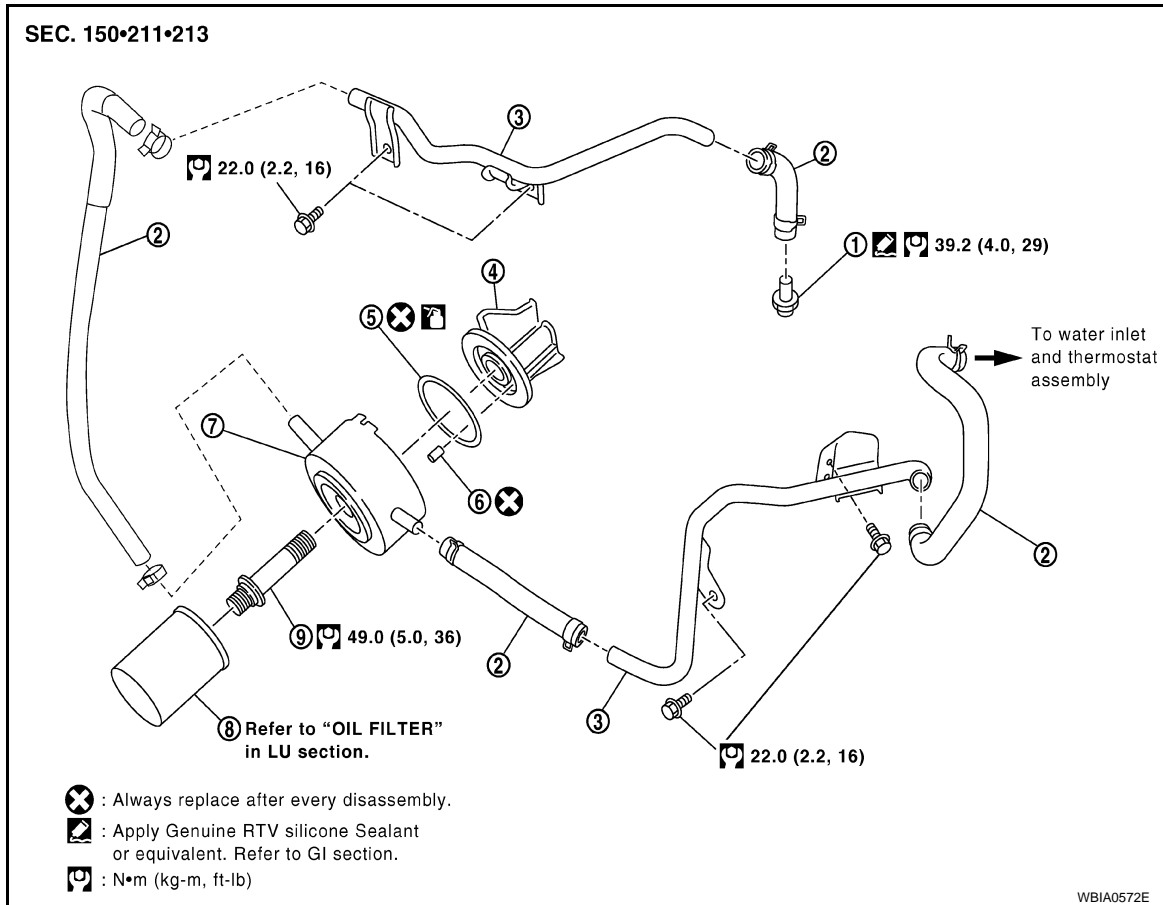 SEC. 150•211•213
3
22.0 (2.2, 16)
2
2
1 39.2 (4.0, 29)
4
5
To water inlet
and thermostat
assembly
7
6
2
9 49.0 (5.0, 36)
2
3
8 Refer to “OIL FILTER”
in LU section.
22.0 (2.2, 16)
: Always replace after every disassembly.
: Apply Genuine RTV silicone Sealant
or equivalent. Refer to GI section.
: N•m (kg-m, ft-lb)
WBIA0572E